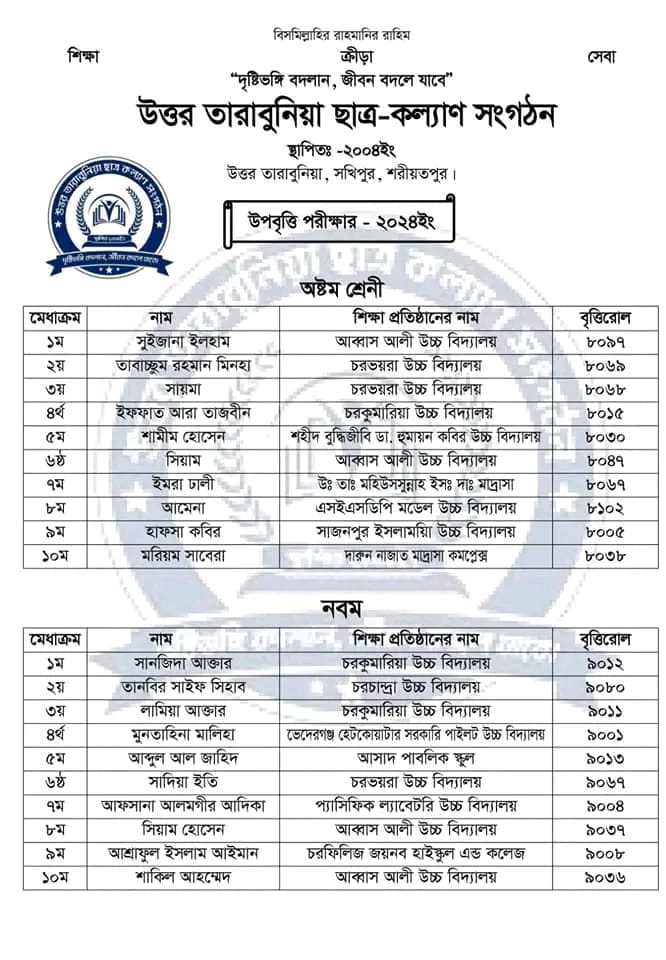 বিসমিল্লাহির রাহমানির রাহিম
শিক্ষা ক্রীড়া সেবা
“দৃষ্টিভঙ্গি বদলান, জীবন বদলে যাবে”
উত্তর তারাবুনিয়া ছাত্র-কল্যাণ সংগঠন
স্থাপিতঃ -২০০৪ইং
উত্তর তারাবুনিয়া, সখিপুর, শরীয়তপুর।
উত্তর তারাবুনিয়া ছাত্র কল্যাণ সংগঠন
স্থাপিত ২০০৪ইং
দৃষ্টিভঙ্গি বদলান, জীবন বদলে যাবে
উপবৃত্তি পরীক্ষার - ২০২৪ইং
অষ্টম শ্রেনী
মেধাক্রম নাম শিক্ষা প্রতিষ্ঠানের নাম বৃত্তিরোল
১ম সুইজানা ইলহাম আব্বাস আলী উচ্চ বিদ্যালয় ৮০৯৭
২য় তাবাচ্ছুম রহমান মিনহা চরভয়রা উচ্চ বিদ্যালয় ৮০৬৯
৩য় সায়মা চরভয়রা উচ্চ বিদ্যালয় ৮০৬৮
৪র্থ ইফফাত আরা তাজবীন চরকুমারিয়া উচ্চ বিদ্যালয় ৮০১৫
৫ম শামীম হোসেন শহীদ বুদ্ধিজীবি ডা. হুমায়ন কবির উচ্চ বিদ্যালয় ৮০৩০
৬ষ্ঠ সিয়াম আব্বাস আলী উচ্চ বিদ্যালয় ৮০৪৭
৭ম ইমরা ঢালী উঃ তাঃ মহিউসসুন্নাহ ইসঃ দাঃ মাদ্রাসা ৮০৬৭
৮ম আমেনা এসইএসডিপি মডেল উচ্চ বিদ্যালয় ৮১০২
৯ম হাফসা কবির সাজনপুর ইসলামিয়া উচ্চ বিদ্যালয় ৮০০৫
১০ম মরিয়ম সাবেরা দারুন নাজাত মাদ্রাসা কমপ্লেক্স ৮০৩৮
নবম
মেধাক্রম নাম শিক্ষা প্রতিষ্ঠানের নাম বৃত্তিরোল
১ম সানজিদা আক্তার চরকুমারিয়া উচ্চ বিদ্যালয় ৯০১২
২য় তানবির সাইফ সিহাব চরচান্দ্রা উচ্চ বিদ্যালয় ৯০৮০
৩য় লামিয়া আক্তার চরকুমারিয়া উচ্চ বিদ্যালয় ৯০১১
৪র্থ মুনতাহিনা মালিহা ভেদেরগঞ্জ হেটকোয়াটার সরকারি পাইলট উচ্চ বিদ্যালয় ৯০০১
৫ম আব্দুল আল জাহিদ আসাদ পাবলিক স্কুল ৯০১৩
৬ষ্ঠ সাদিয়া ইতি চরভয়রা উচ্চ বিদ্যালয় ৯০৬৭
৭ম আফসানা আলমগীর আদিকা প্যাসিফিক ল্যাবেটরি উচ্চ বিদ্যালয় ৯০০৪
৮ম সিয়াম হোসেন আব্বাস আলী উচ্চ বিদ্যালয় ৯০৩৭
৯ম আশ্রাফুল ইসলাম আইমান চরফিলিজ জয়নব হাইস্কুল এন্ড কলেজ ৯০০৮
১০ম শাকিল আহম্মেদ আব্বাস আলী উচ্চ বিদ্যালয় ৯০৩৬